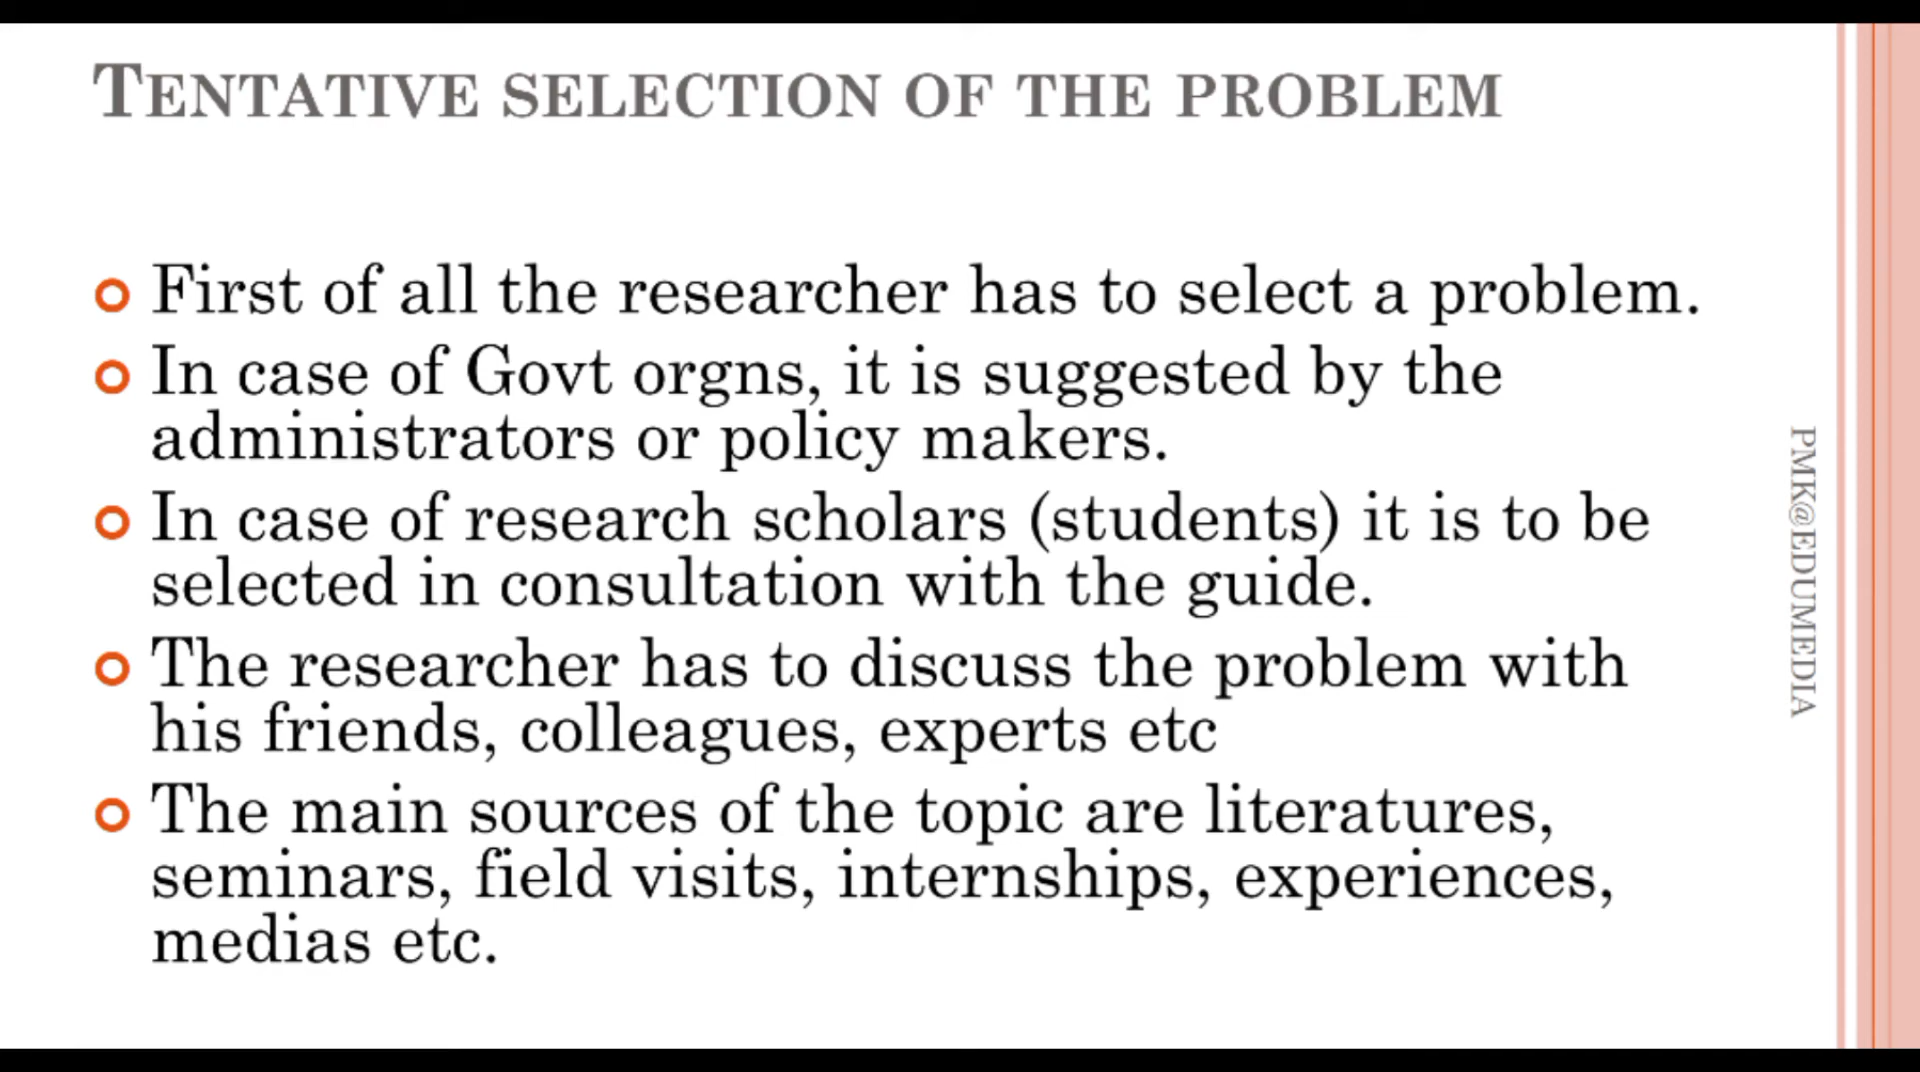 TENTATIVE SELECTION OF THE PROBLEM
First of all the researcher has to select a problem.
In case of Govt orgns, it is suggested by the
administrators or policy makers.
In case of research scholars (students) it is to be
selected in consultation with the guide.
The researcher has to discuss the problem with
his friends, colleagues, experts etc
The main sources of the topic are literatures,
seminars, field visits, internships, experiences,
medias etc.
PMK@EDUMEDIA